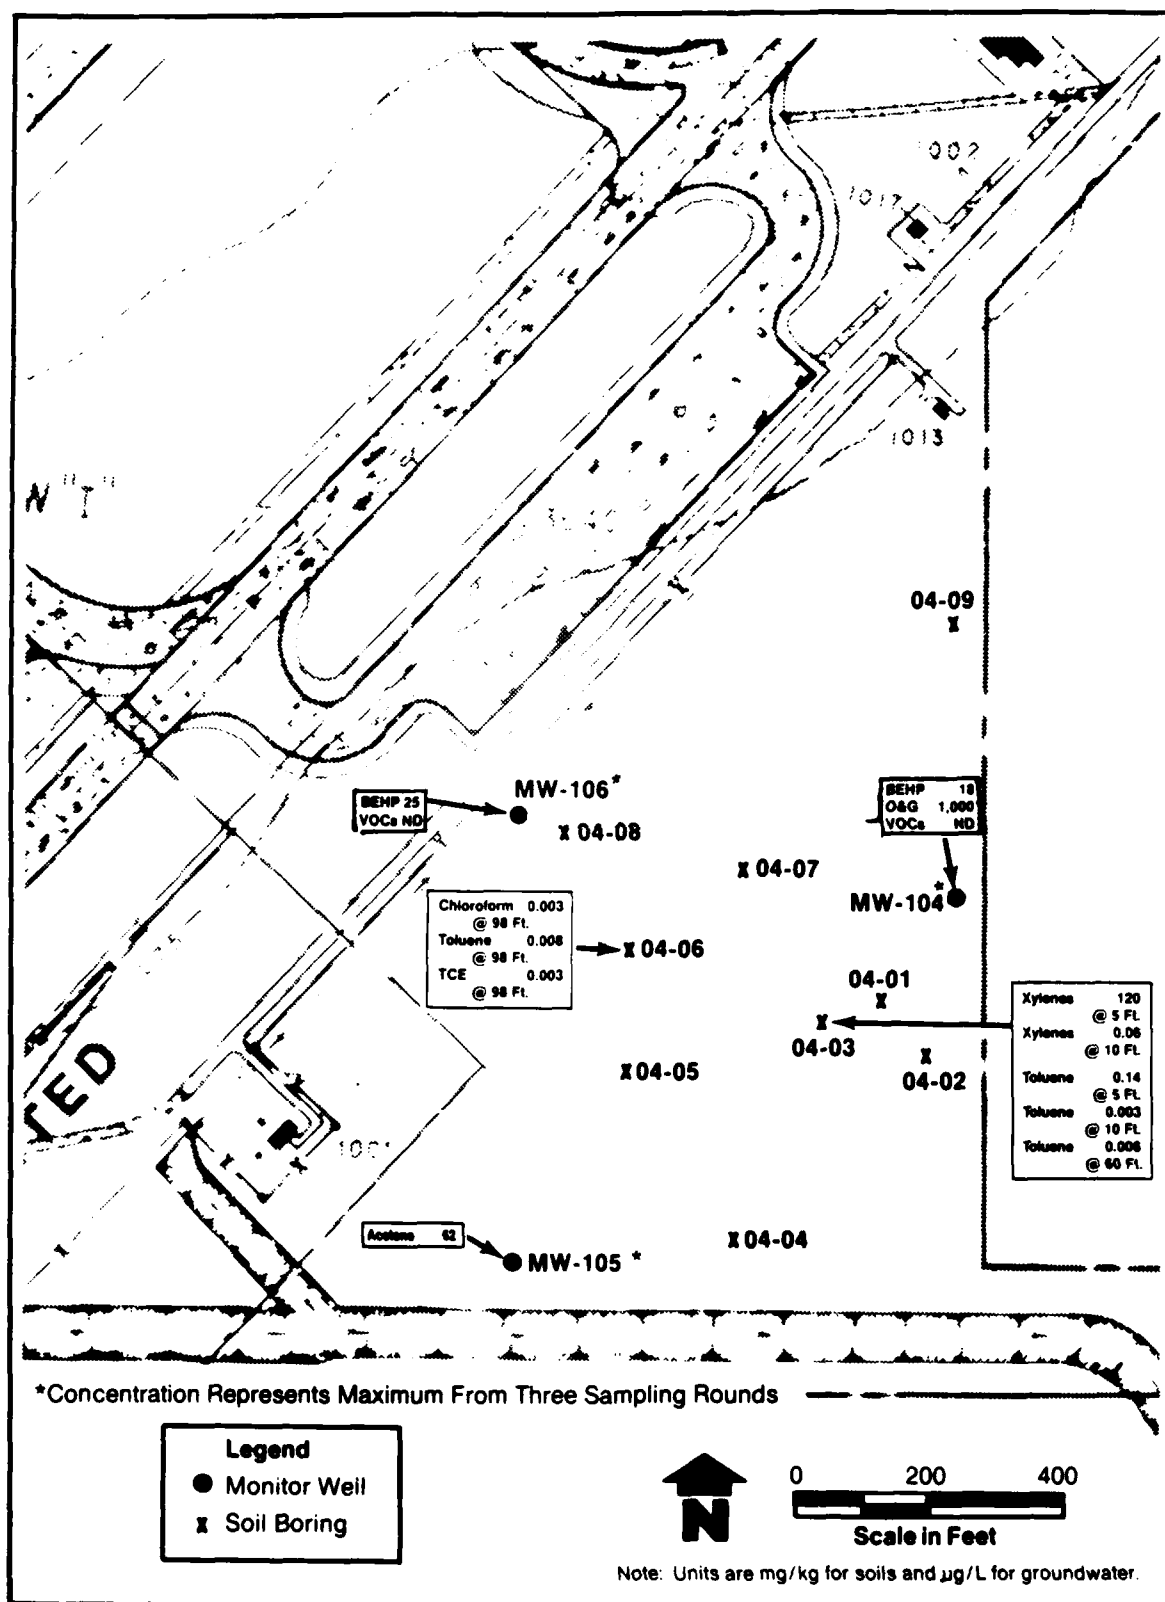 1002
1017
1013
N "T"
04-09
MW-106*
BEHP 25
VOCs ND
04-08
BEHP 18
O&G 1,000
VOCs ND
04-07
MW-104*
Chloroform 0.003
@ 98 Ft.
Toluene 0.008
@ 98 Ft.
TCE 0.003
@ 98 Ft.
04-06
04-01
04-03
04-02
Xylenes 120
@ 5 Ft.
Xylenes 0.06
@ 10 Ft.
Toluene 0.14
@ 5 Ft.
Toluene 0.003
@ 10 Ft.
Toluene 0.006
@ 60 Ft.
04-05
TED
1001
Acetone 62
MW-105 *
04-04
*Concentration Represents Maximum From Three Sampling Rounds
Legend
Monitor Well
X Soil Boring
N
0 200 400
Scale in Feet
Note: Units are mg/kg for soils and µg/L for groundwater.